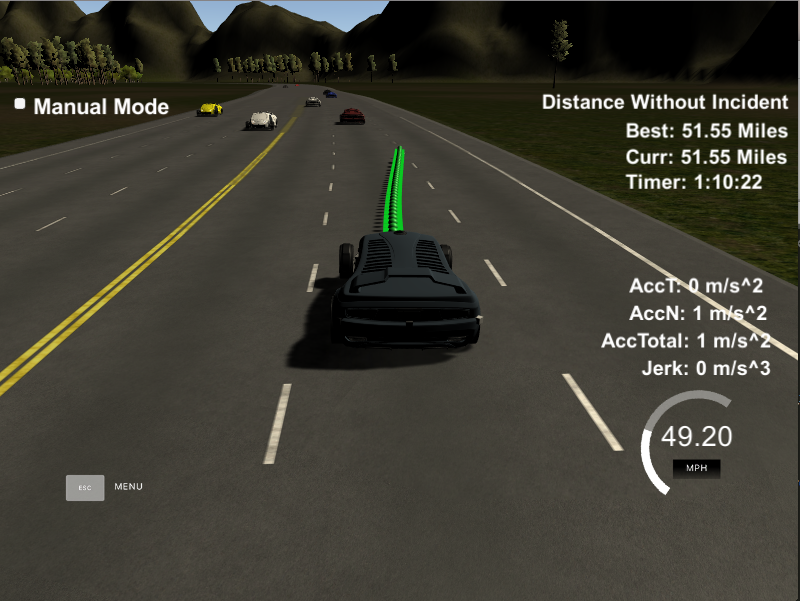 Manual Mode
Distance Without Incident
Best: 51.55 Miles
Curr: 51.55 Miles
Timer: 1:10:22
AccT: 0 m/s^2
AccN: 1 m/s^2
AccTotal: 1 m/s^2
Jerk: 0 m/s^3
49.20
MPH
ESC MENU